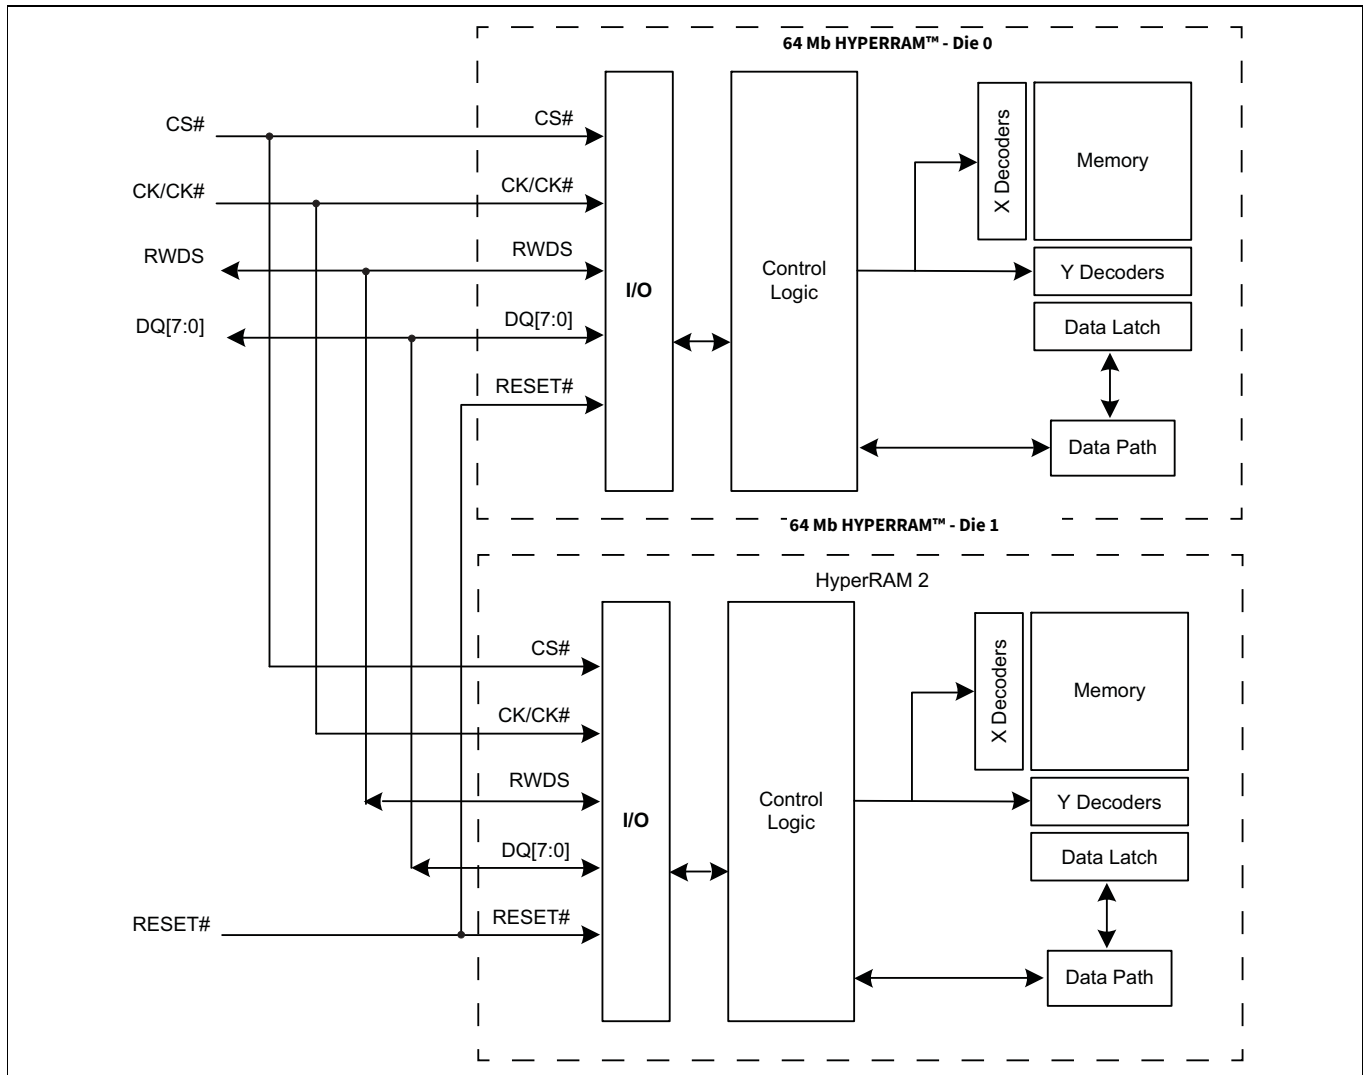 64 Mb HYPERRAM™ - Die 0
CS#
CS#
CK/CK#
CK/CK#
RWDS
RWDS
DQ[7:0]
DQ[7:0]
RESET#
I/O
Control
Logic
X Decoders
Memory
Y Decoders
Data Latch
Data Path
64 Mb HYPERRAM™ - Die 1
HyperRAM 2
CS#
CK/CK#
RWDS
DQ[7:0]
RESET#
RESET#
I/O
Control
Logic
X Decoders
Memory
Y Decoders
Data Latch
Data Path